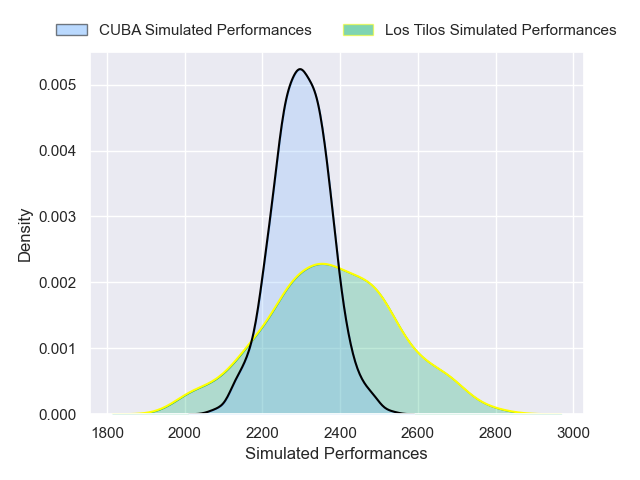 CUBA Simulated Performances Los Tilos Simulated Performances
0.005
0.004
0.003
0.002
0.001
0.000
Density
1800 2000 2200 2400 2600 2800 3000
Simulated Performances